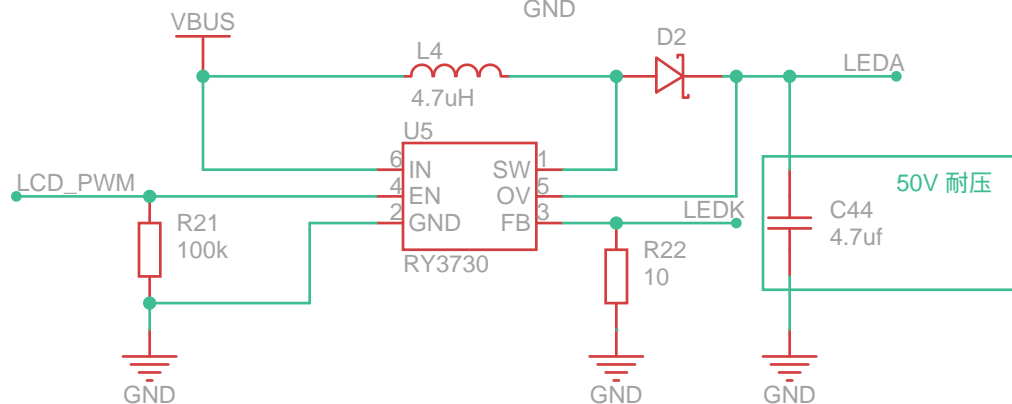 GND
VBUS
L4
4.7uH
D2
LEDA
U5
6 IN SW 1
4 EN OV 5
2 GND FB 3
RY3730
LCD_PWM
R21
100k
LEDK
R22
10
50V 耐压
C44
4.7uf
GND
GND
GND